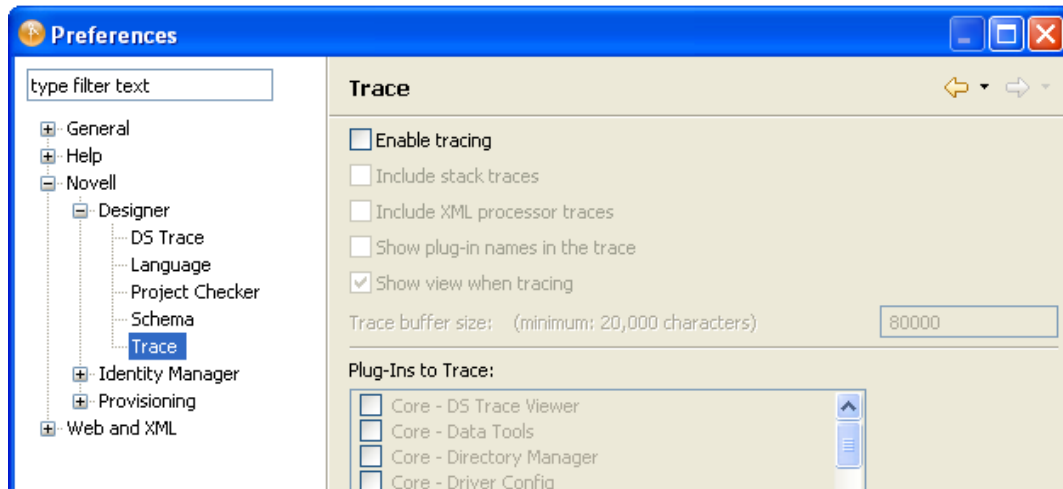 Preferences
type filter text
General
Help
Novell
Designer
DS Trace
Language
Project Checker
Schema
Trace
Identity Manager
Provisioning
Web and XML
Trace
Enable tracing
Include stack traces
Include XML processor traces
Show plug-in names in the trace
Show view when tracing
Trace buffer size: (minimum: 20,000 characters) 80000
Plug-Ins to Trace:
Core - DS Trace Viewer
Core - Data Tools
Core - Directory Manager
Core - Driver Config